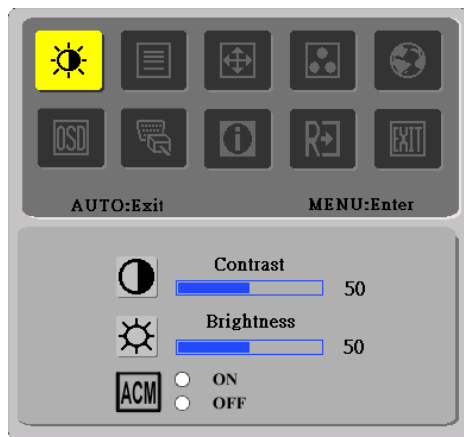 OSD
i
R
EXIT
AUTO:Exit MENU:Enter
Contrast
50
Brightness
50
ACM ON
OFF